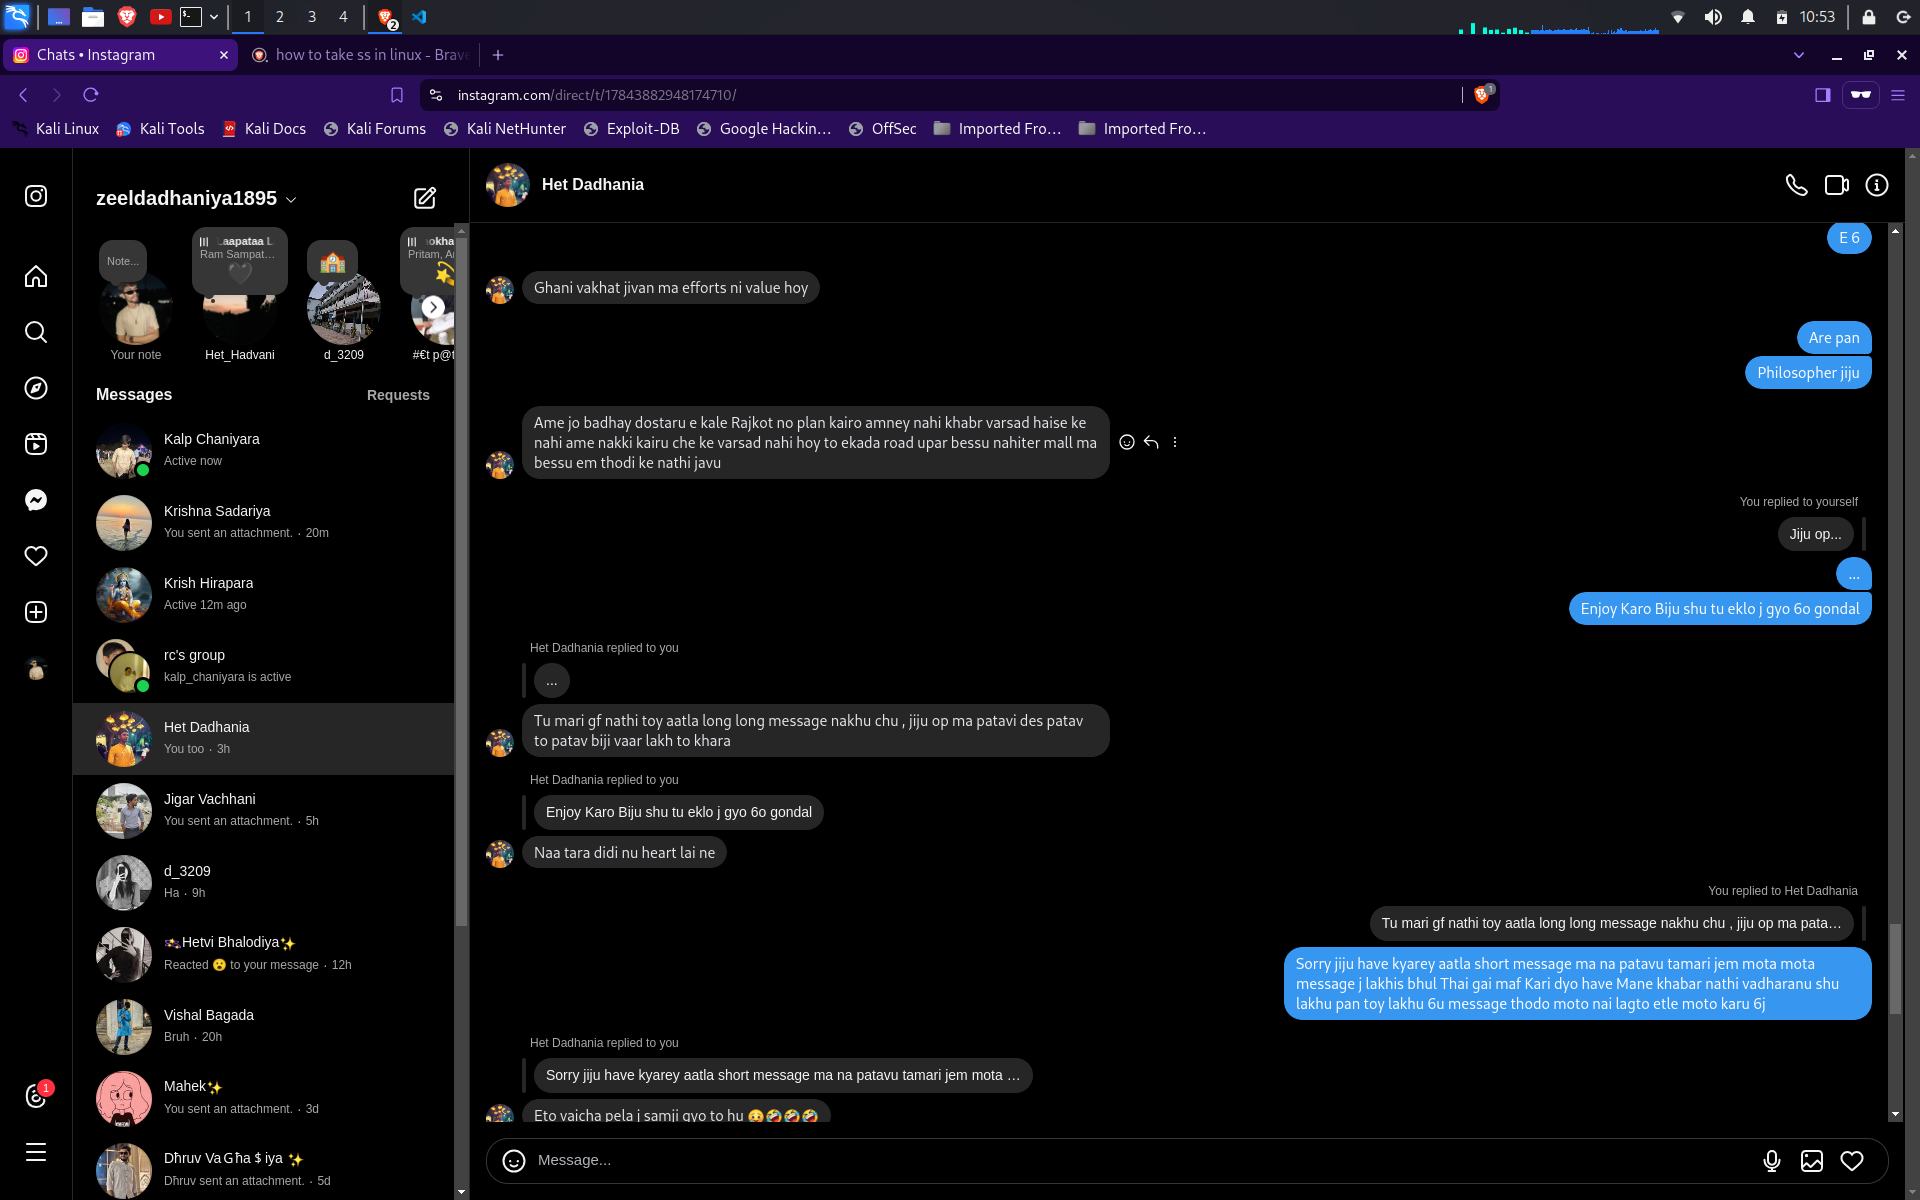 1
2
3
4
2
10:53
Chats • Instagram
how to take ss in linux - Brave
instagram.com/direct/t/17843882948174710/
1
Kali Linux
Kali Tools
Kali Docs
Kali Forums
Kali NetHunter
Exploit-DB
Google Hackin...
OffSec
Imported Fro...
Imported Fro...
zeeldadhaniya1895
Note...
Laapataa L
Ram Sampat...
Pritam, A
Your note
Het_Hadvani
d_3209
Messages
Requests
Kalp Chaniyara
Active now
Krishna Sadariya
You sent an attachment. · 20m
Krish Hirapara
Active 12m ago
rc's group
kalp_chaniyara is active
Het Dadhania
You too · 3h
Jigar Vachhani
You sent an attachment. · 5h
d_3209
Ha · 9h
Hetvi Bhalodiya✨
Reacted 😮 to your message · 12h
Vishal Bagada
Bruh · 20h
Mahek✨
You sent an attachment. · 3d
Dħruv VaGħa $ iya ✨
Dħruv sent an attachment. · 5d
1
Het Dadhania
E 6
Ghani vakhat jivan ma efforts ni value hoy
Are pan
Philosopher jiju
Ame jo badhay dostaru e kale Rajkot no plan kairo amney nahi khabr varsad haise ke
nahi ame nakki kairu che ke varsad nahi hoy to ekada road upar bessu nahiter mall ma
bessu em thodi ke nathi javu
You replied to yourself
Jiju op...
...
Enjoy Karo Biju shu tu eklo j gyo 6o gondal
Het Dadhania replied to you
...
Tu mari gf nathi toy aatla long long message nakhu chu , jiju op ma patavi des patav
to patav biji vaar lakh to khara
Het Dadhania replied to you
Enjoy Karo Biju shu tu eklo j gyo 6o gondal
Naa tara didi nu heart lai ne
You replied to Het Dadhania
Tu mari gf nathi toy aatla long long message nakhu chu , jiju op ma pata...
Sorry jiju have kyarey aatla short message ma na patavu tamari jem mota mota
message j lakhis bhul Thai gai maf Kari dyo have Mane khabar nathi vadharanu shu
lakhu pan toy lakhu 6u message thodo moto nai lagto etle moto karu 6j
Het Dadhania replied to you
Sorry jiju have kyarey aatla short message ma na patavu tamari jem mota ...
Eto vaicha pela j samji gyo to hu 😔🤣🤣🤣
Message...